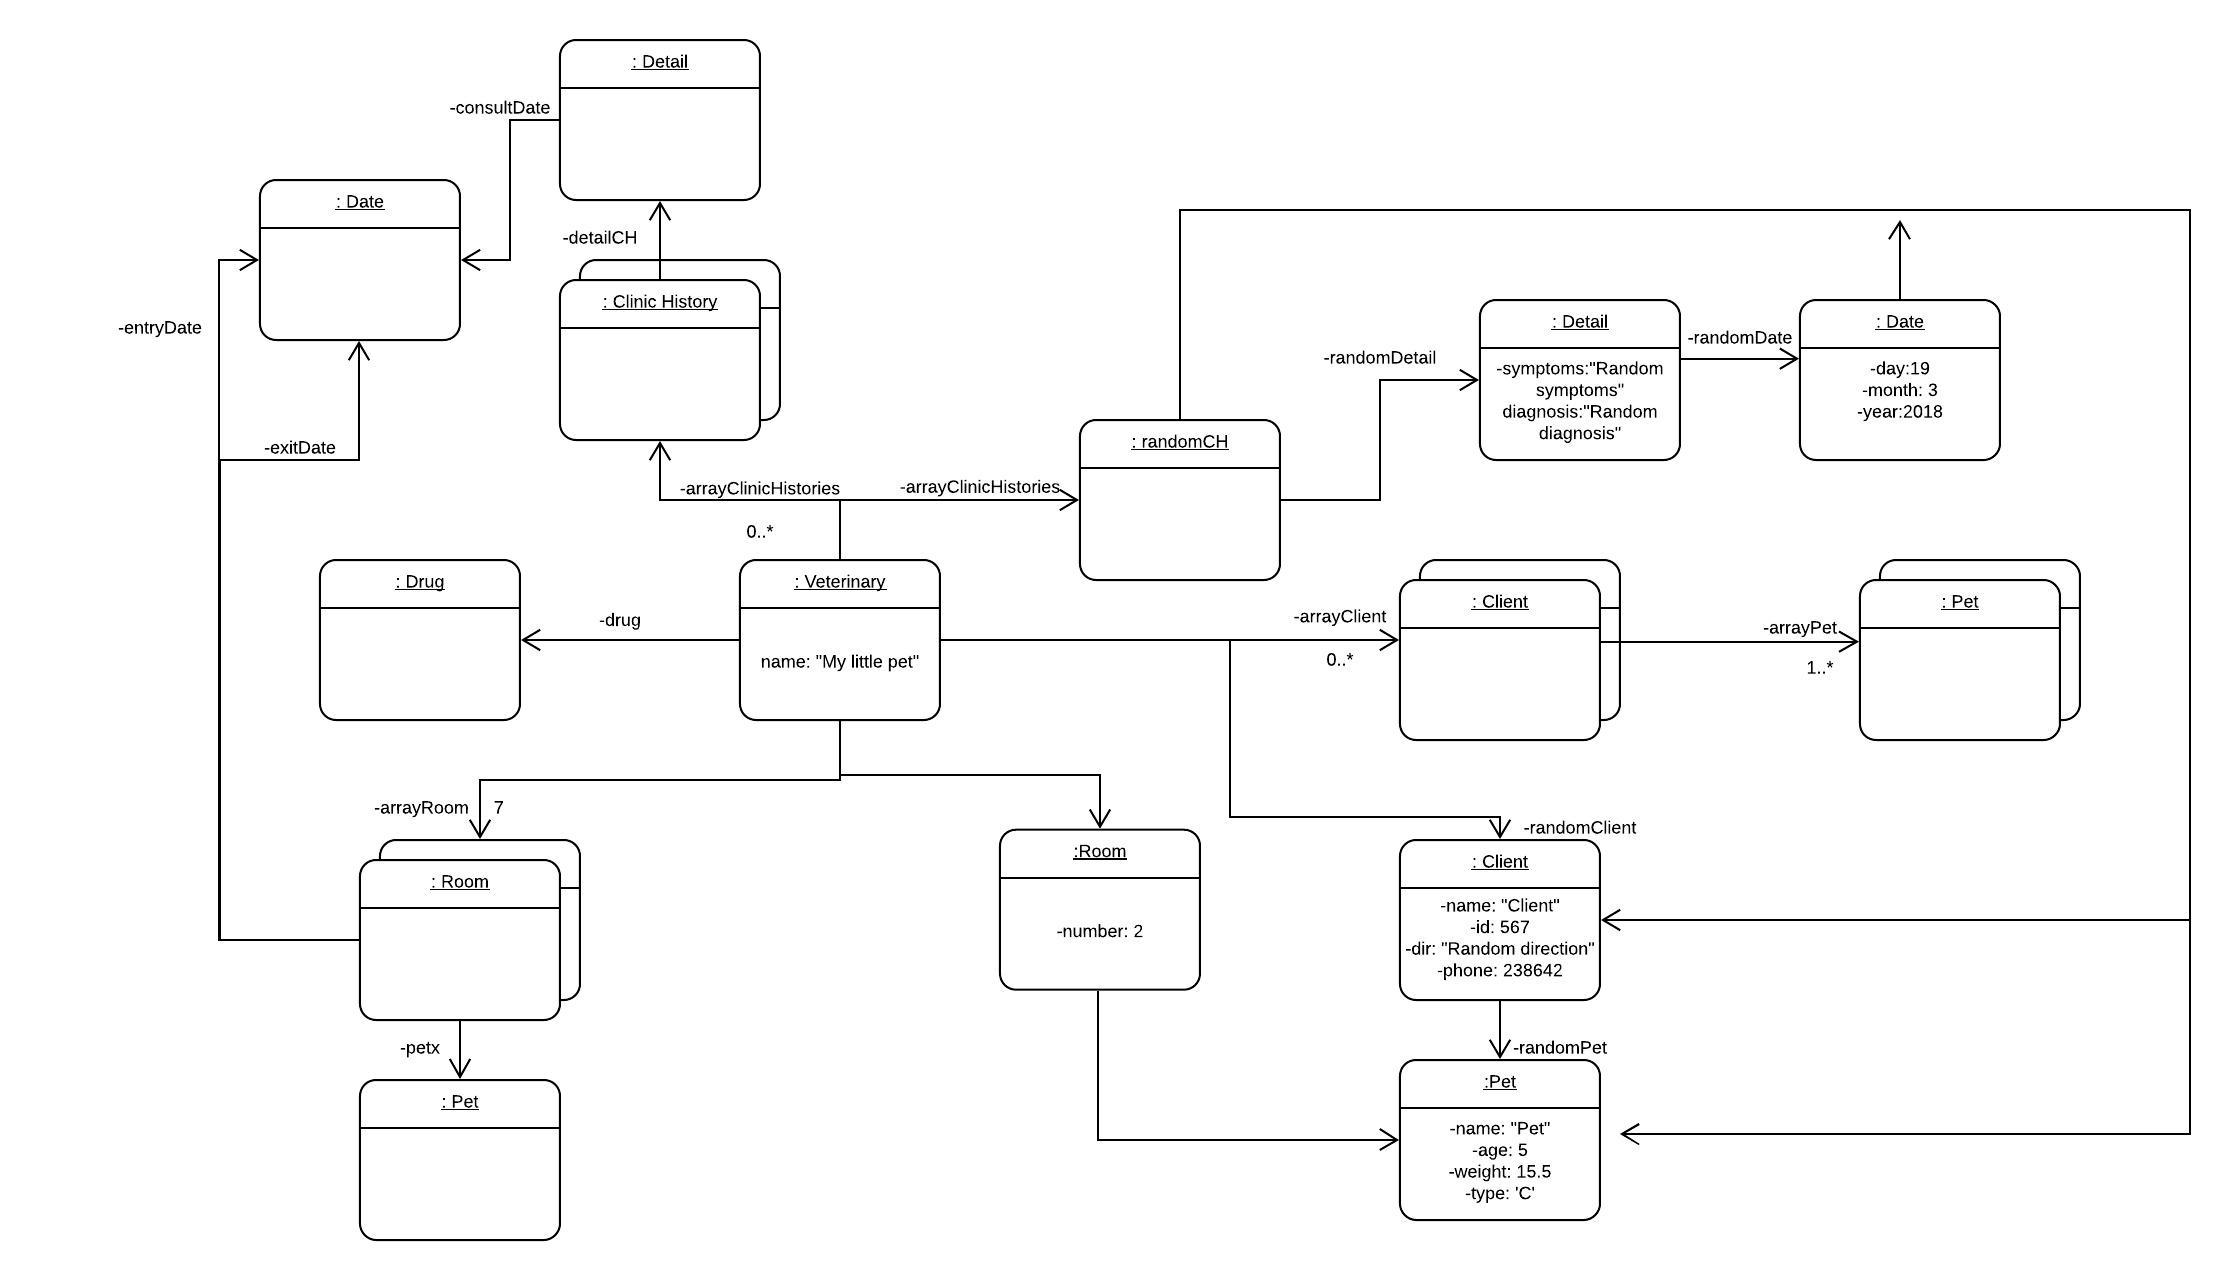 : Detail
-consultDate
: Date
-detailCH
: Clinic History
-entryDate
-exitDate
: Detail
-symptoms:"Random
symptoms"
diagnosis:"Random
diagnosis"
-randomDate
: Date
-day:19
-month: 3
-year:2018
-randomDetail
: randomCH
-arrayClinicHistories
-arrayClinicHistories
0..*
: Drug
-drug
: Veterinary
name: "My little pet"
-arrayClient
0..*
: Client
-arrayPet
1..*
: Pet
-arrayRoom
7
: Room
:Room
-number: 2
-randomClient
: Client
-name: "Client"
-id: 567
-dir: "Random direction"
-phone: 238642
-petx
: Pet
-randomPet
:Pet
-name: "Pet"
-age: 5
-weight: 15.5
-type: 'C'